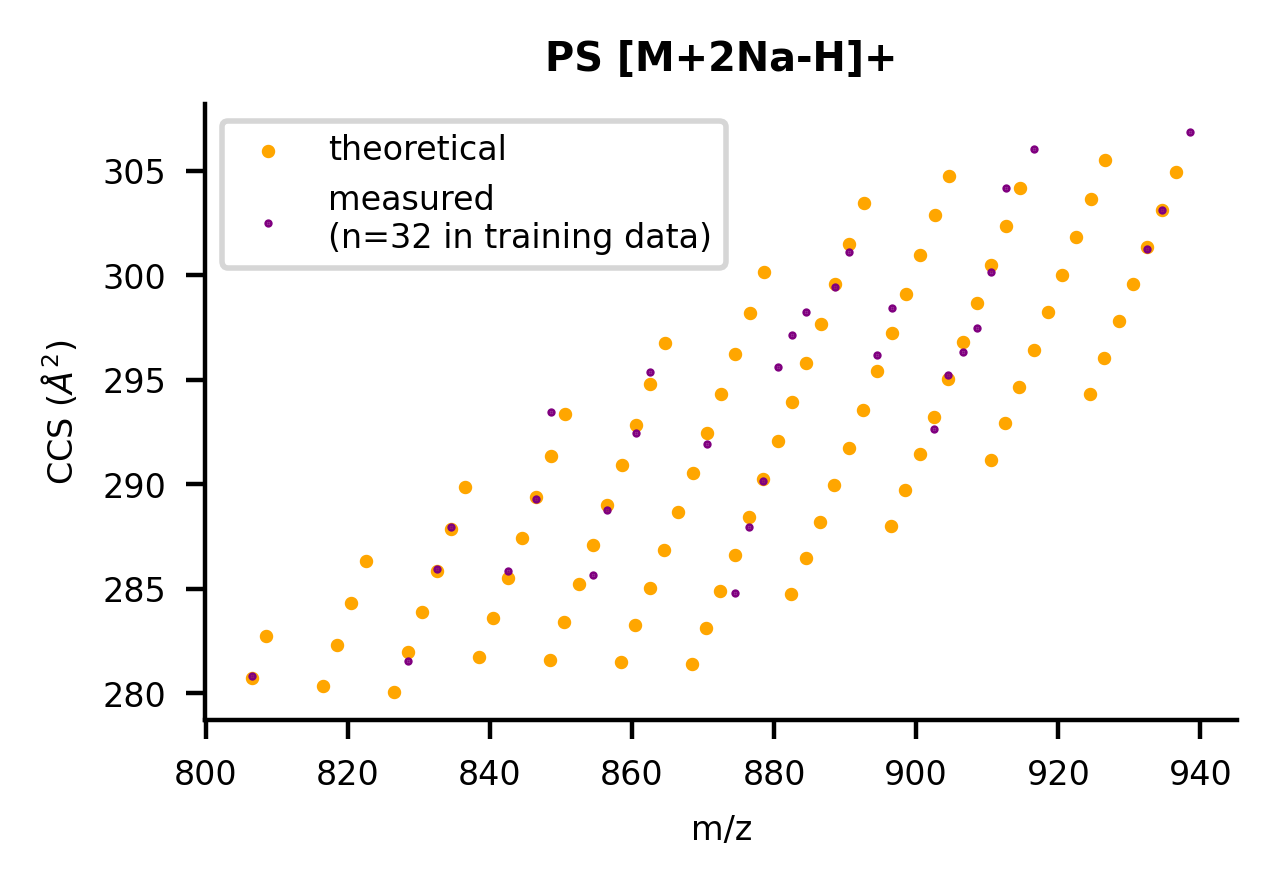 PS [M+2Na-H]+
theoretical
measured
(n=32 in training data)
305
300
295
290
285
280
CCS (Å²)
800 820 840 860 880 900 920 940
m/z